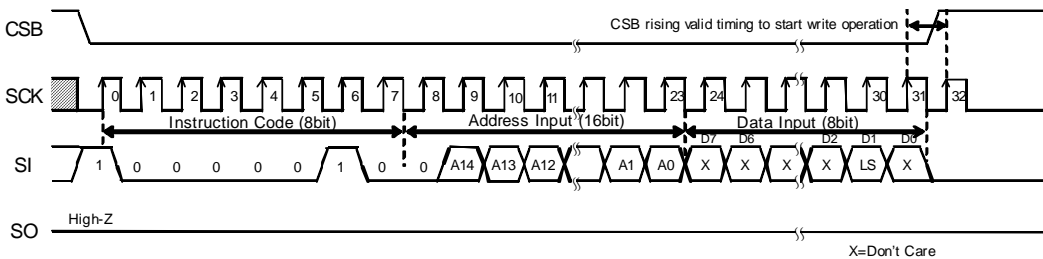 CSB rising valid timing to start write operation
CSB
SCK 0 1 2 3 4 5 6 7 8 9 10 11 23 24 30 31 32
Instruction Code (8bit) Address Input (16bit) Data Input (8bit)
D7 D6 D2 D1 D0
SI 1 0 0 0 0 0 1 0 0 A14 A13 A12 A1 A0 X X X X LS X
High-Z
SO
X=Don't Care